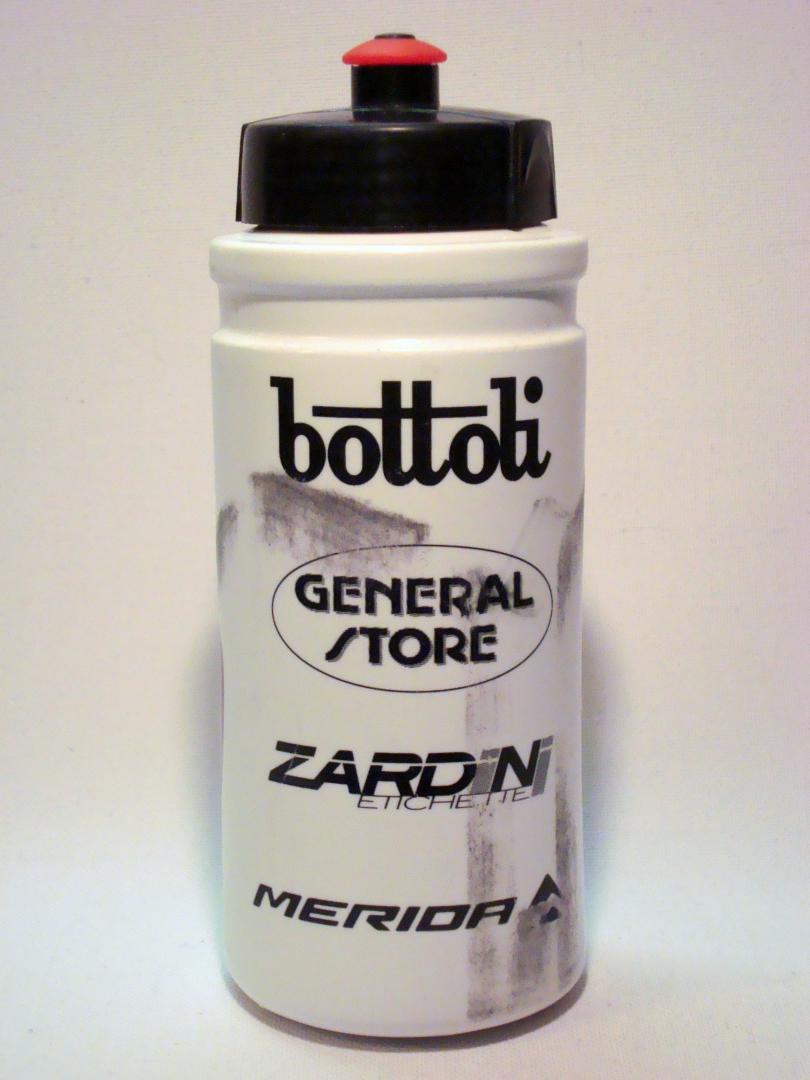 bottoli
GENERAL
STORE
ZARDINI
ETICHETTE
MERIDA